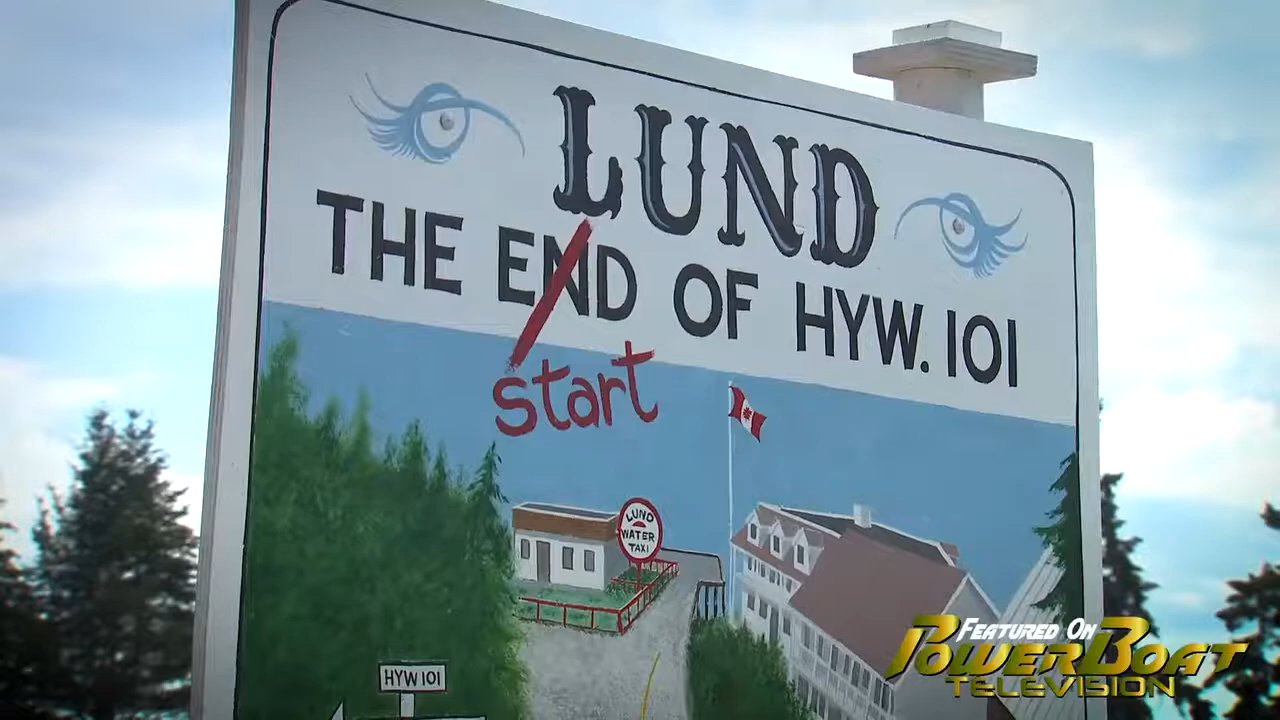 LUND
THE END OF HYW. 101
start
LUND
WATER
TAXI
HYW 101
FEATURED ON
POWERBOAT
TELEVISION